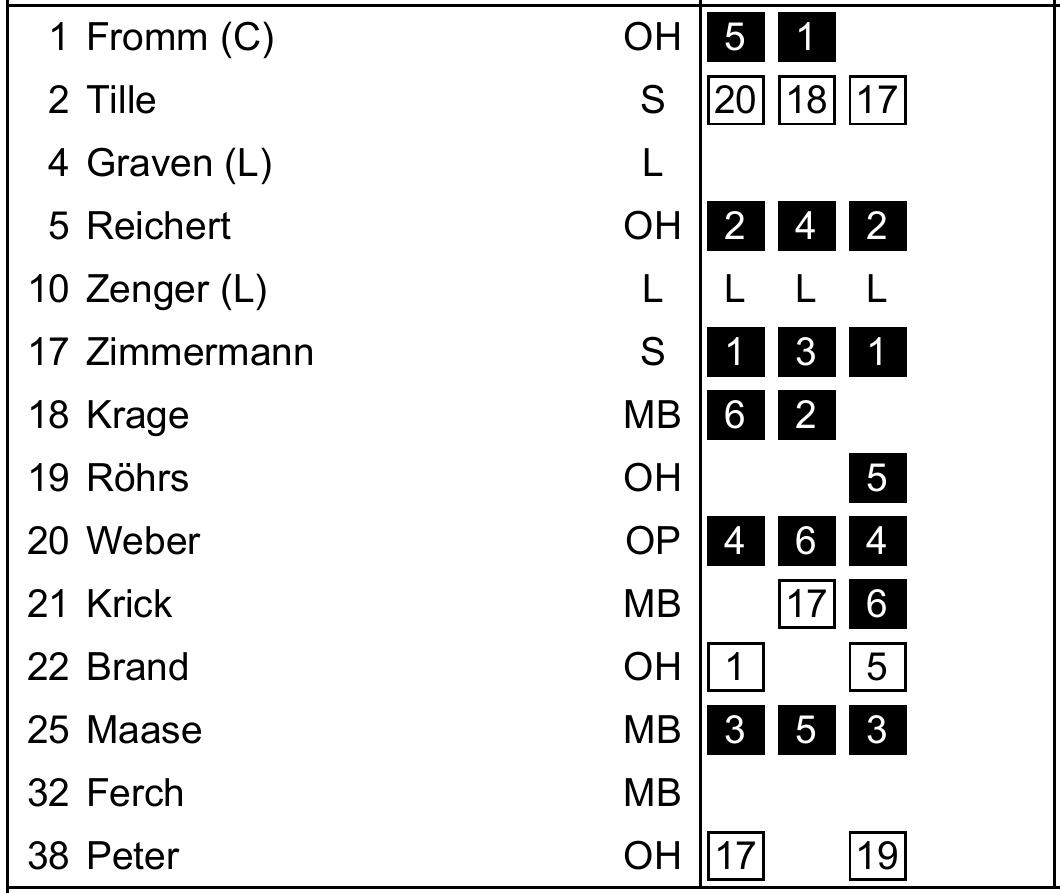 1 Fromm (C) OH 5 1
2 Tille S 20 18 17
4 Graven (L) L
5 Reichert OH 2 4 2
10 Zenger (L) L L L L
17 Zimmermann S 1 3 1
18 Krage MB 6 2
19 Röhrs OH 5
20 Weber OP 4 6 4
21 Krick MB 17 6
22 Brand OH 1 5
25 Maase MB 3 5 3
32 Ferch MB
38 Peter OH 17 19